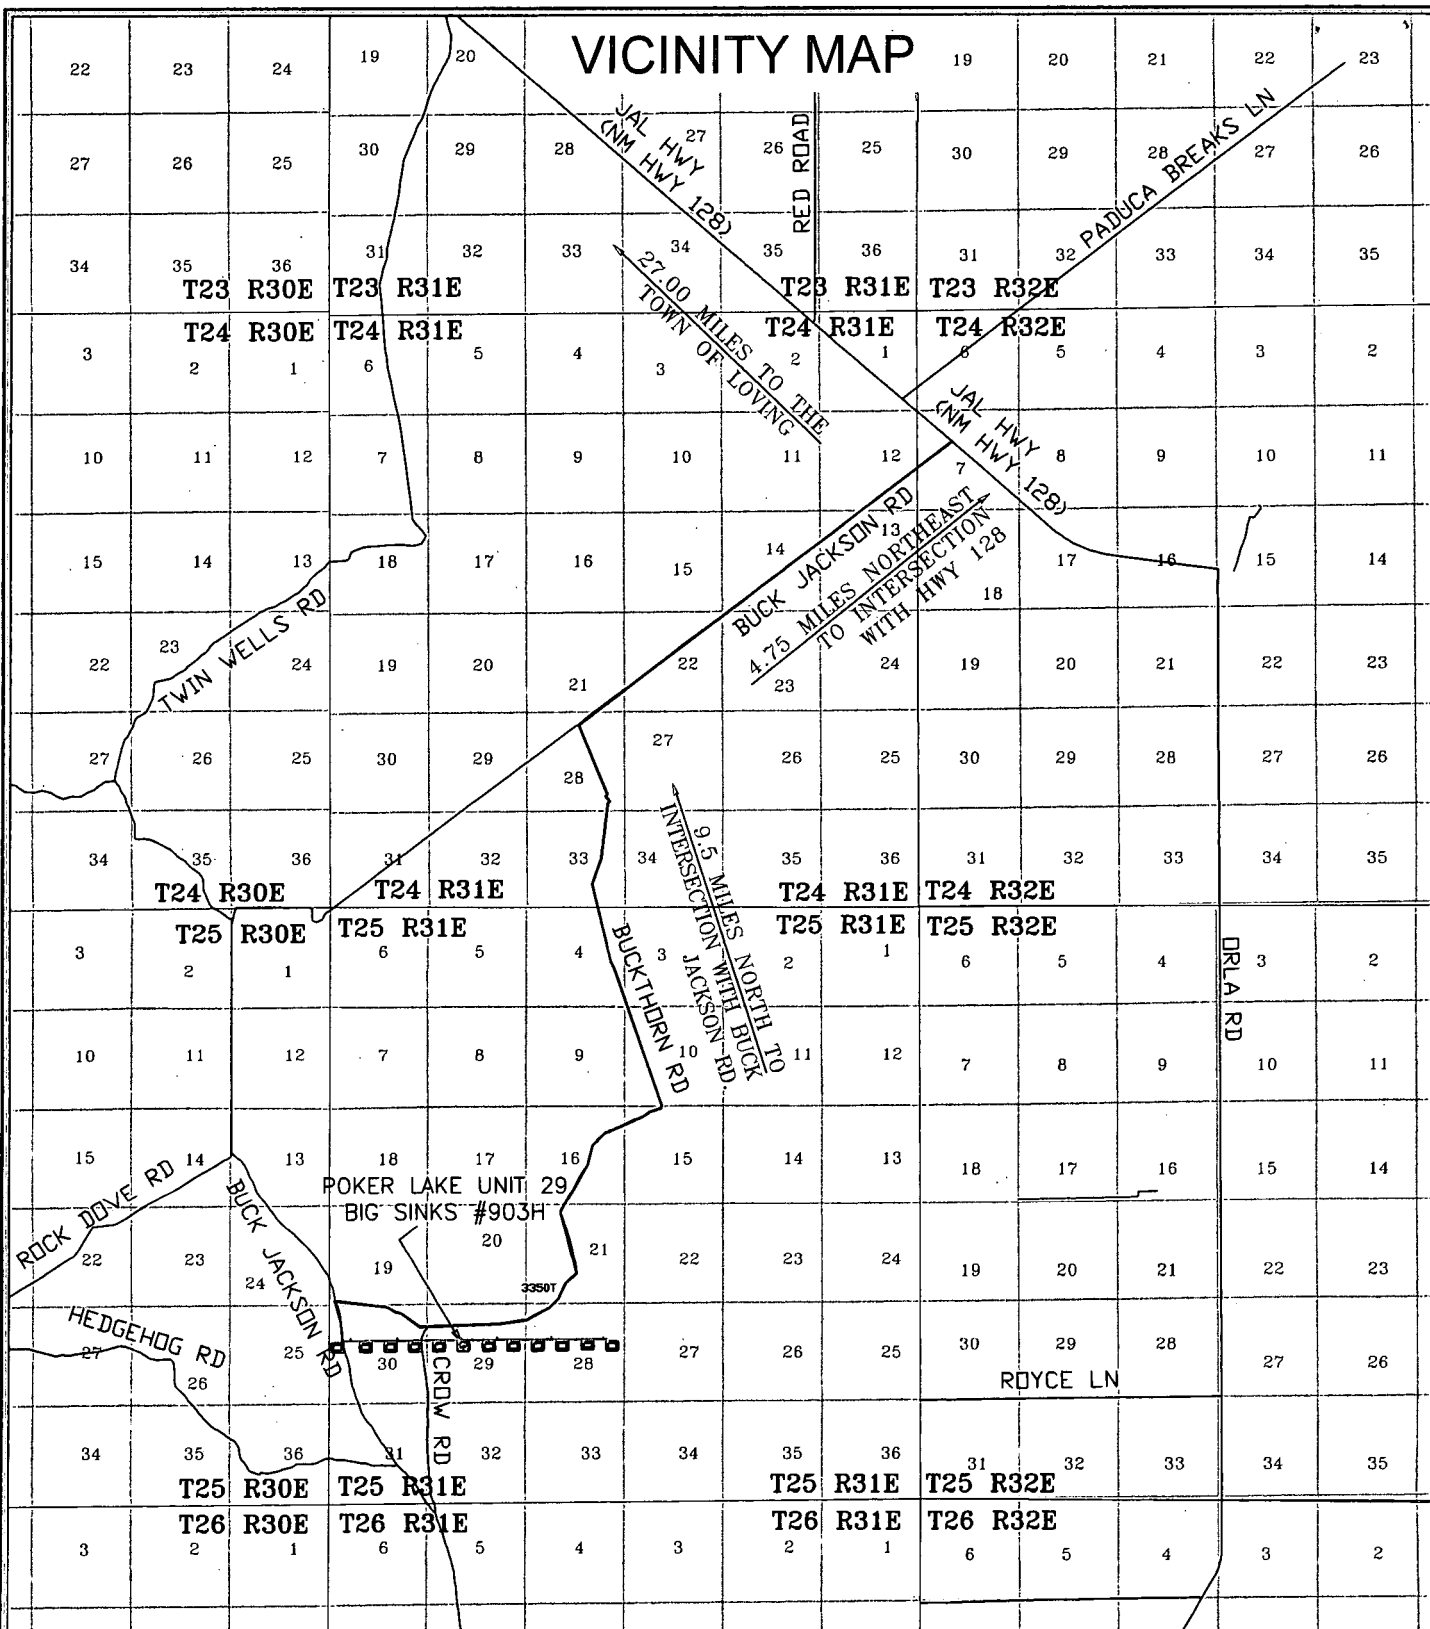 VICINITY MAP
22 23 24 19 20 19 20 21 22 23
JAL HWY
(NM HWY 128)
RED ROAD
PADUCA BREAKS LN
27 26 25 30 29 28 27 26 25 30 29 28 27 26
34 35 36 31 32 33 34 35 36 31 32 33 34 35
T23 R30E T23 R31E T23 R31E T23 R32E
T24 R30E T24 R31E T24 R31E T24 R32E
27.00 MILES TO THE
TOWN OF LOVING
3 2 1 6 5 4 3 2 1 6 5 4 3 2
JAL HWY
(NM HWY 128)
10 11 12 7 8 9 10 11 12 7 8 9 10 11
BUCK JACKSON RD
4.75 MILES NORTHEAST
TO INTERSECTION
WITH HWY 128
15 14 13 18 17 16 15 14 13 18 17 16 15 14
TWIN WELLS RD
22 23 24 19 20 21 22 23 24 19 20 21 22 23
27 26 25 30 29 28 27 26 25 30 29 28 27 26
9.5 MILES NORTH TO
INTERSECTION WITH BUCK
JACKSON RD.
34 35 36 31 32 33 34 35 36 31 32 33 34 35
T24 R30E T24 R31E T24 R31E T24 R32E
T25 R30E T25 R31E T25 R31E T25 R32E
BUCKTHORN RD
ORLA RD
3 2 1 6 5 4 3 2 1 6 5 4 3 2
10 11 12 7 8 9 10 11 12 7 8 9 10 11
15 14 13 18 17 16 15 14 13 18 17 16 15 14
ROCK DOVE RD
BUCK JACKSON RD
POKER LAKE UNIT 29
BIG SINKS #903H
22 23 24 19 20 21 22 23 24 19 20 21 22 23
3350T
HEDGEHOG RD
27 26 25 30 29 28 27 26 25 30 29 28 27 26
CROW RD
ROYCE LN
34 35 36 31 32 33 34 35 36 31 32 33 34 35
T25 R30E T25 R31E T25 R31E T25 R32E
T26 R30E T26 R31E T26 R31E T26 R32E
3 2 1 6 5 4 3 2 1 6 5 4 3 2